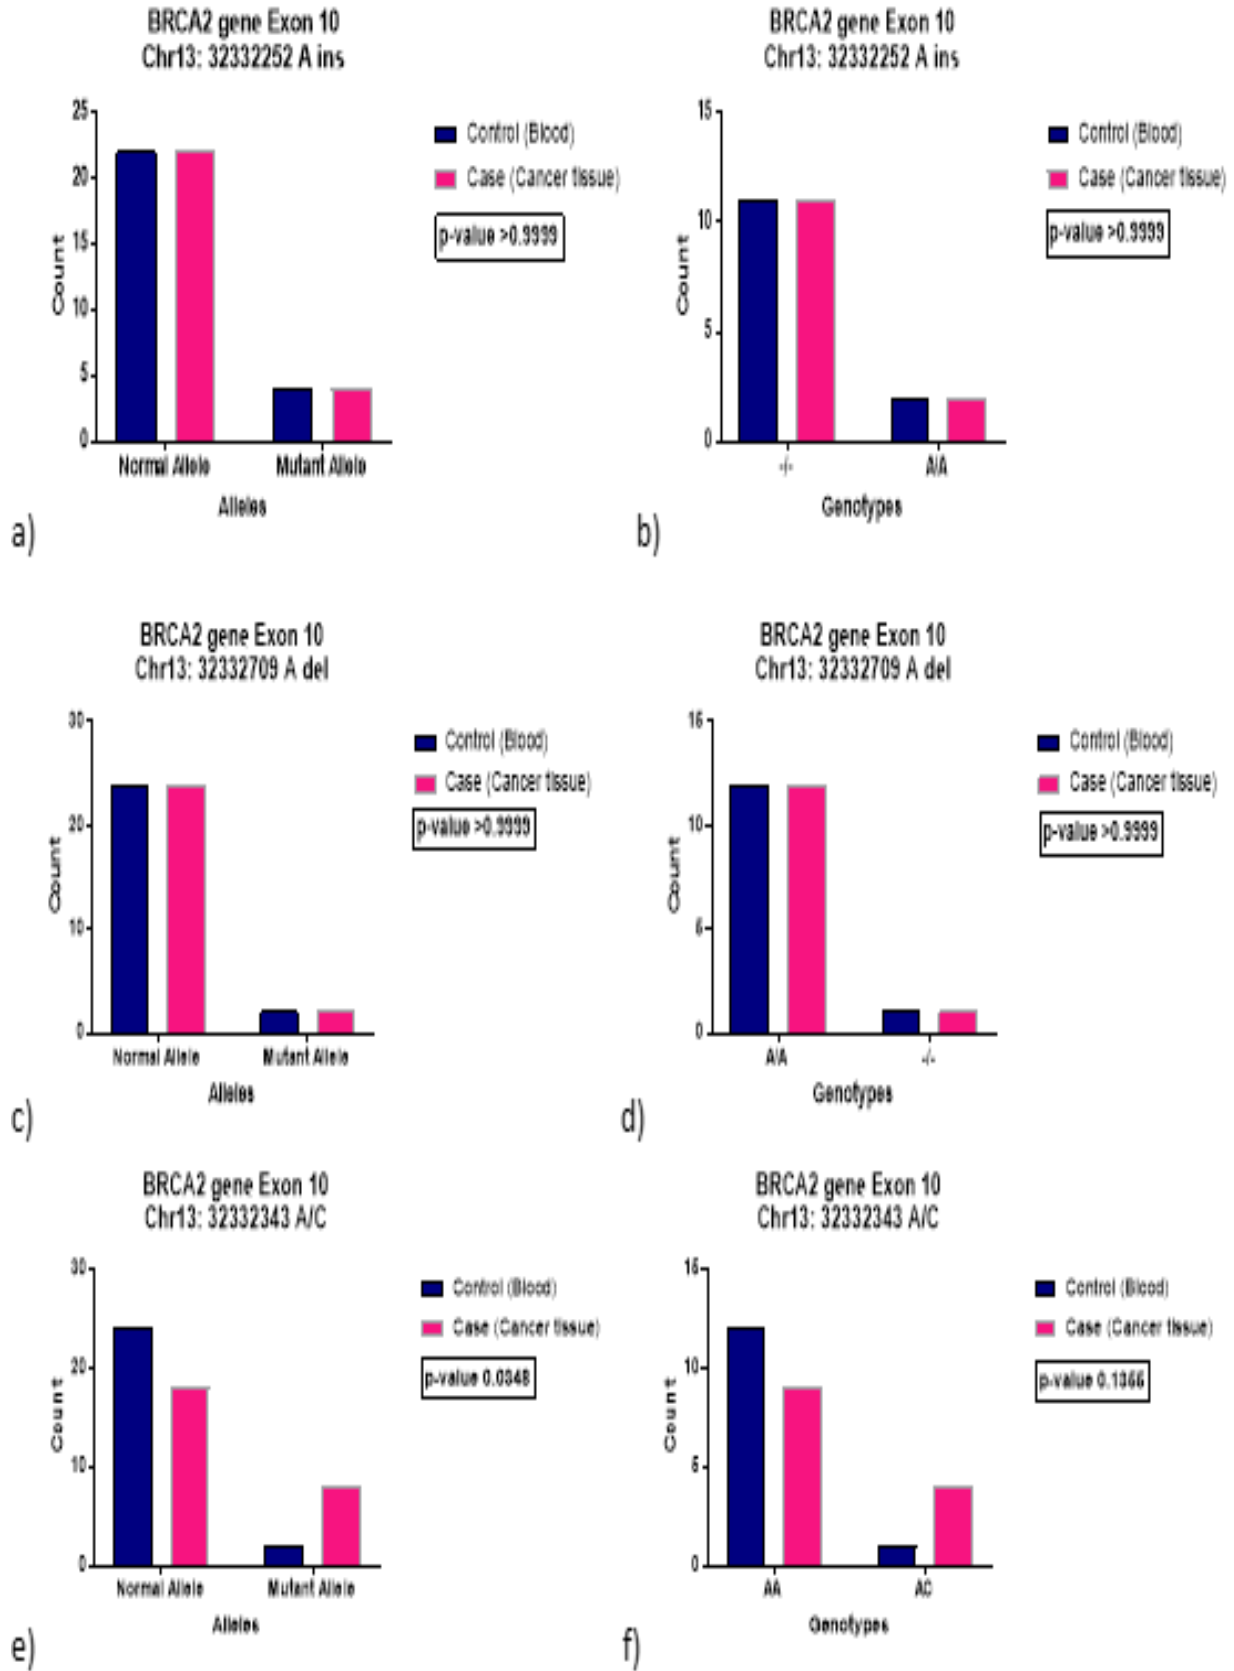 BRCA2 gene Exon 10
Chr13: 32332252 A ins
25
20
15
10
5
0
Count
Normal Allele
Mutant Allele
Alleles
Control (Blood)
Case (Cancer tissue)
p-value >0.9999
a)
BRCA2 gene Exon 10
Chr13: 32332252 A ins
15
10
5
0
Count
-/-
A/A
Genotypes
Control (Blood)
Case (Cancer tissue)
p-value >0.9999
b)
BRCA2 gene Exon 10
Chr13: 32332709 A del
30
20
10
0
Count
Normal Allele
Mutant Allele
Alleles
Control (Blood)
Case (Cancer tissue)
p-value >0.9999
c)
BRCA2 gene Exon 10
Chr13: 32332709 A del
15
10
5
0
Count
A/A
-/-
Genotypes
Control (Blood)
Case (Cancer tissue)
p-value >0.9999
d)
BRCA2 gene Exon 10
Chr13: 32332343 A/C
30
20
10
0
Count
Normal Allele
Mutant Allele
Alleles
Control (Blood)
Case (Cancer tissue)
p-value
e)
BRCA2 gene Exon 10
Chr13: 32332343 A/C
15
10
5
0
Count
AA
AC
Genotypes
Control (Blood)
Case (Cancer tissue)
p-value
f)